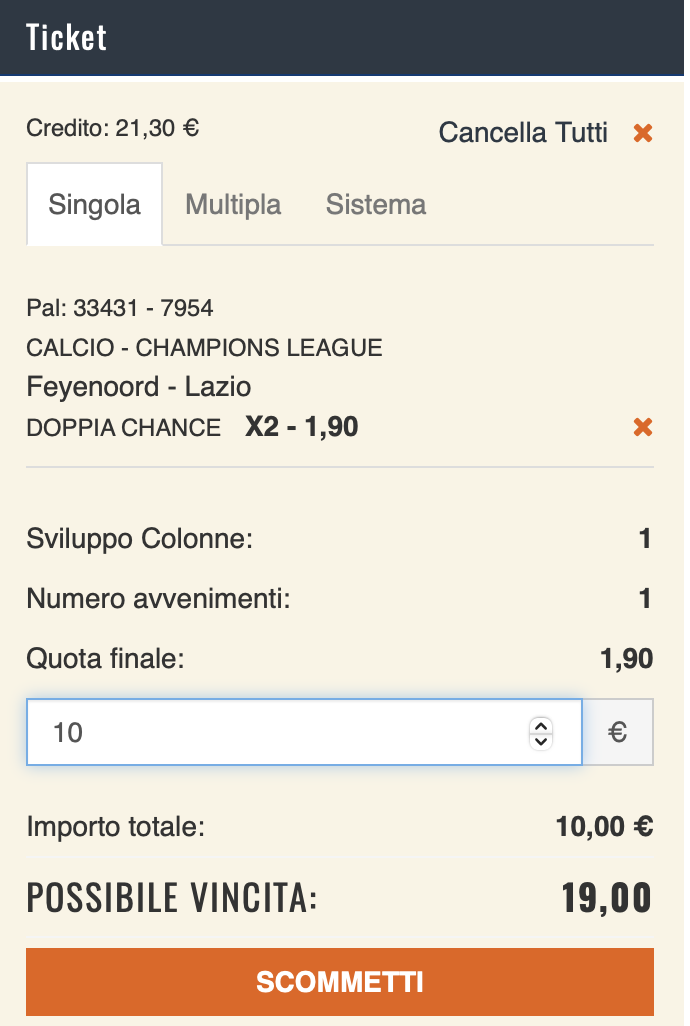 Ticket
Credito: 21,30 €
Cancella Tutti ✖
Singola Multipla Sistema
Pal: 33431 - 7954
CALCIO - CHAMPIONS LEAGUE
Feyenoord - Lazio
DOPPIA CHANCE X2 - 1,90 ✖
Sviluppo Colonne: 1
Numero avvenimenti: 1
Quota finale: 1,90
10 €
Importo totale: 10,00 €
POSSIBILE VINCITA: 19,00
SCOMMETTI